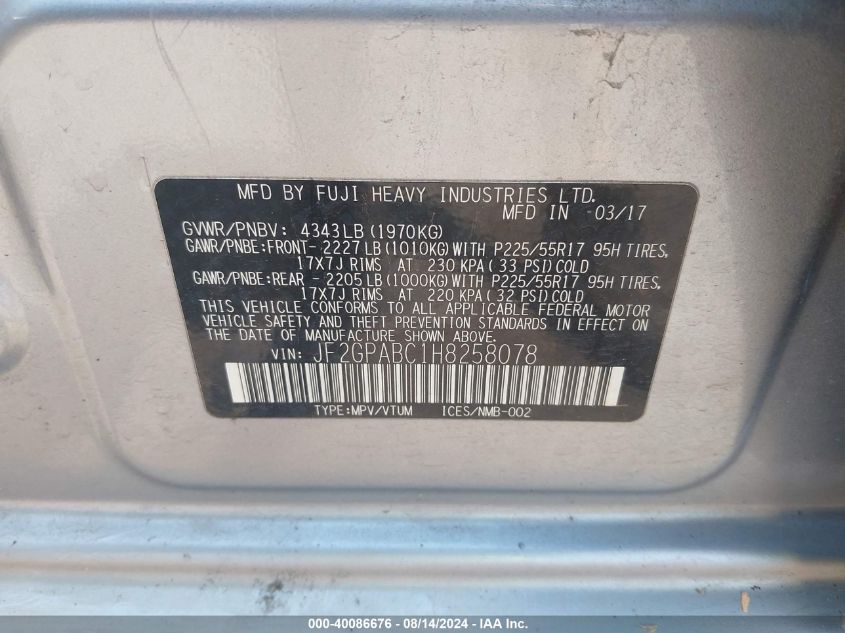 MFD BY FUJI HEAVY INDUSTRIES LTD.
MFD IN 03/17
GVWR/PNBV: 4343LB (1970KG)
GAWR/PNBE:FRONT- 2227LB (1010KG)WITH P225/55R17 95H TIRES,
17X7J RIMS AT 230 KPA( 33 PSI)COLD
GAWR/PNBE:REAR - 2205LB (1000KG)WITH P225/55R17 95H TIRES,
17X7J RIMS AT 220 KPA( 32 PSI)COLD
THIS VEHICLE CONFORMS TO ALL APPLICABLE FEDERAL MOTOR
VEHICLE SAFETY AND THEFT PREVENTION STANDARDS IN EFFECT ON
THE DATE OF MANUFACTURE SHOWN ABOVE.
VIN: JF2GPABC1H8258078
TYPE:MPV/VTUM ICES/NMB-002
000-40086676 - 08/14/2024 - IAA Inc.